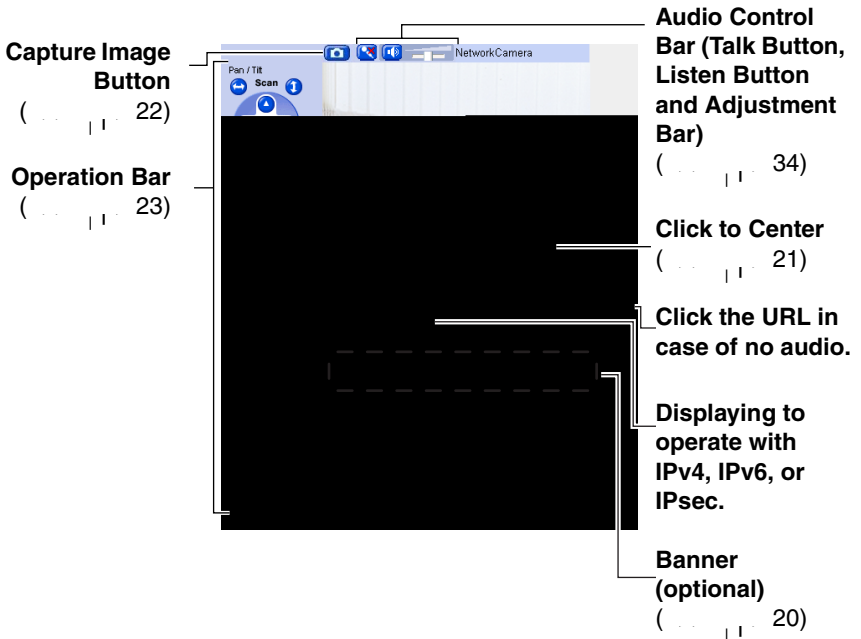 Capture Image
Button
( 22)
Operation Bar
( 23)
NetworkCamera
Pan / Tilt
Scan
Audio Control
Bar (Talk Button,
Listen Button
and Adjustment
Bar)
( 34)
Click to Center
( 21)
Click the URL in
case of no audio.
Displaying to
operate with
IPv4, IPv6, or
IPsec.
Banner
(optional)
( 20)